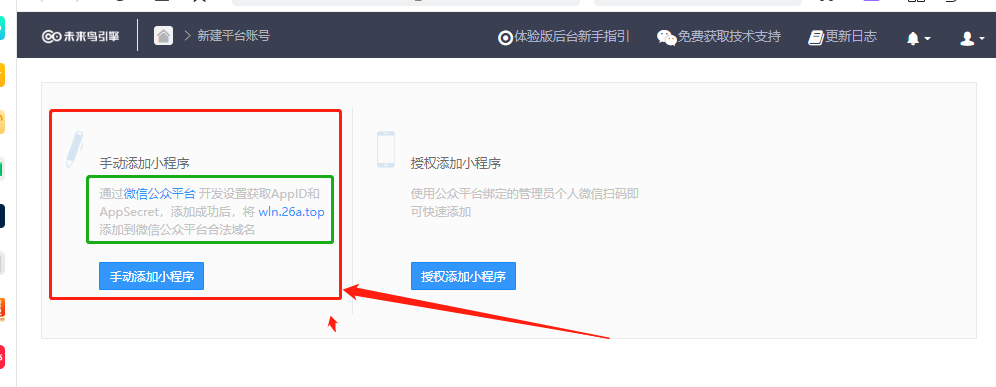 未来鸟引擎
新建平台账号
体验版后台新手指引
免费获取技术支持
更新日志
手动添加小程序
通过微信公众平台 开发设置获取AppID和
AppSecret，添加成功后，将 wln.26a.top
添加到微信公众平台合法域名
手动添加小程序
授权添加小程序
使用公众平台绑定的管理员个人微信扫码即
可快速添加
授权添加小程序